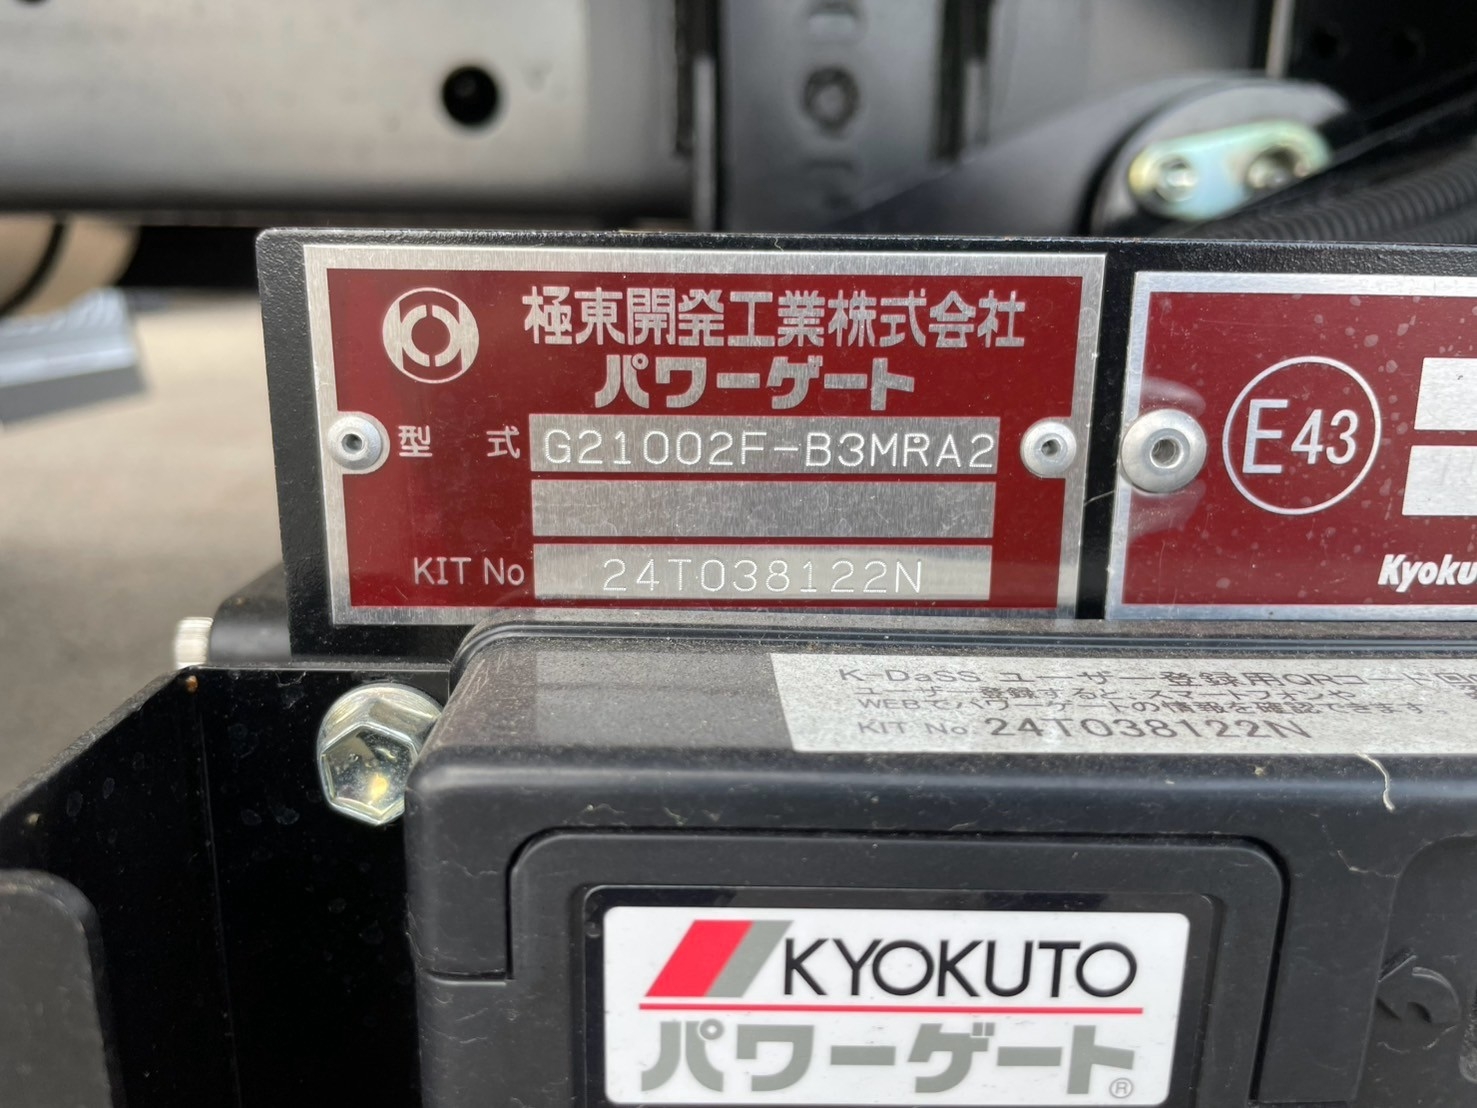 極東開発工業株式会社
パワーゲート
型 式 G21002F-B3MRA2
KIT No 24T038122N
E43
Kyoku
K-DaSS ユーザー登録用QRコード
ユーザー登録すると、スマートフォンや
WEBでパワーゲートの情報を確認できます。
KIT No. 24T038122N
KYOKUTO
パワーゲート®